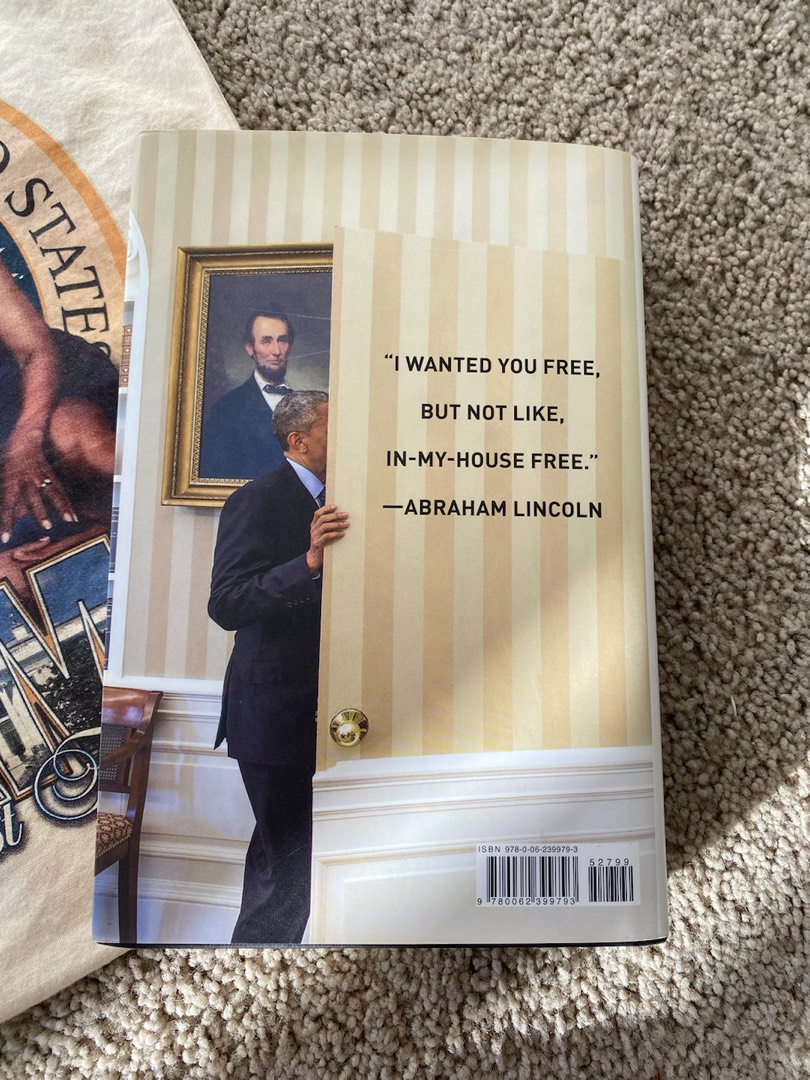 O STATES
“I WANTED YOU FREE,
BUT NOT LIKE,
IN-MY-HOUSE FREE.”
—ABRAHAM LINCOLN
ISBN 978-0-06-239979-3
52799
9 780062 399793